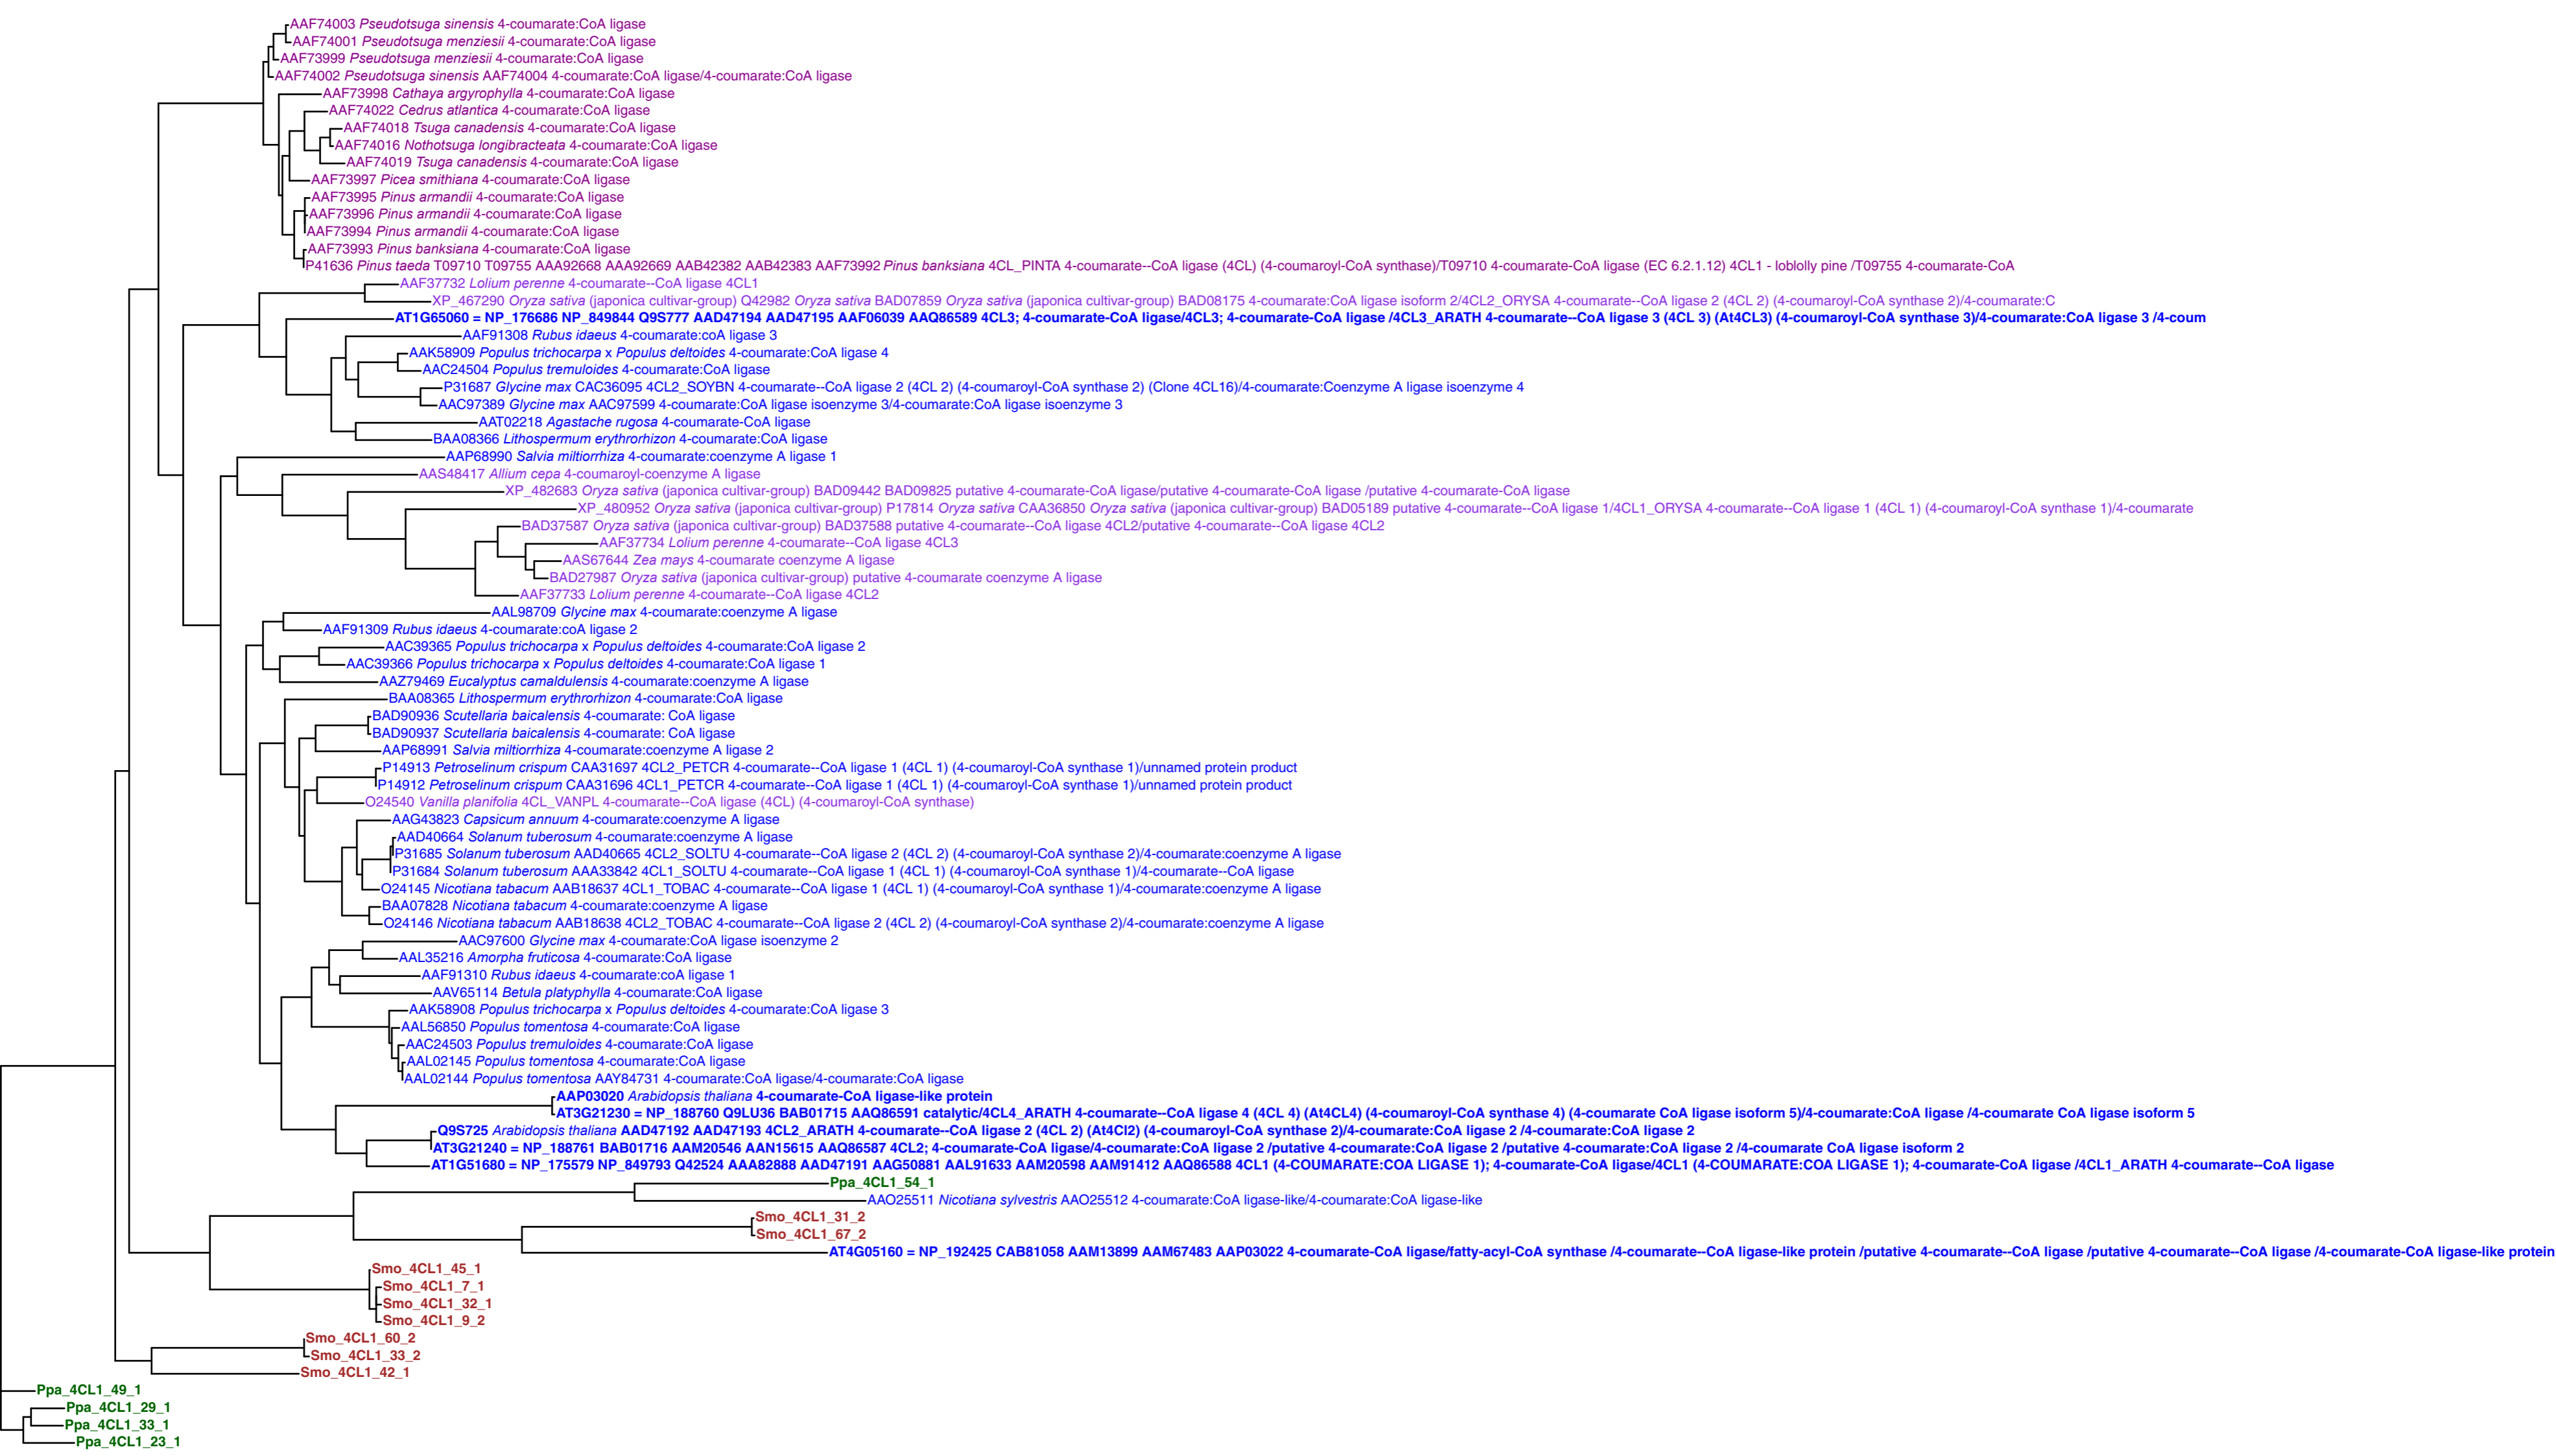 AAF74003 Pseudotsuga sinensis 4-coumarate:CoA ligase
AAF74001 Pseudotsuga menziesii 4-coumarate:CoA ligase
AAF73999 Pseudotsuga menziesii 4-coumarate:CoA ligase
AAF74002 Pseudotsuga sinensis AAF74004 4-coumarate:CoA ligase/4-coumarate:CoA ligase
AAF73998 Cathaya argyrophylla 4-coumarate:CoA ligase
AAF74022 Cedrus atlantica 4-coumarate:CoA ligase
AAF74018 Tsuga canadensis 4-coumarate:CoA ligase
AAF74016 Nothotsuga longibracteata 4-coumarate:CoA ligase
AAF74019 Tsuga canadensis 4-coumarate:CoA ligase
AAF73997 Picea smithiana 4-coumarate:CoA ligase
AAF73995 Pinus armandii 4-coumarate:CoA ligase
AAF73996 Pinus armandii 4-coumarate:CoA ligase
AAF73994 Pinus armandii 4-coumarate:CoA ligase
AAF73993 Pinus banksiana 4-coumarate:CoA ligase
P41636 Pinus taeda T09710 T09755 AAA92668 AAA92669 AAB42382 AAB42383 AAF73992 Pinus banksiana 4CL_PINTA 4-coumarate--CoA ligase (4CL) (4-coumaroyl-CoA synthase)/T09710 4-coumarate-CoA ligase (EC 6.2.1.12) 4CL1 - loblolly pine /T09755 4-coumarate-CoA
AAF37732 Lolium perenne 4-coumarate--CoA ligase 4CL1
XP_467290 Oryza sativa (japonica cultivar-group) Q42982 Oryza sativa BAD07859 Oryza sativa (japonica cultivar-group) BAD08175 4-coumarate:CoA ligase isoform 2/4CL2_ORYSA 4-coumarate--CoA ligase 2 (4CL 2) (4-coumaroyl-CoA synthase 2)/4-coumarate:C
AT1G65060 = NP_176686 NP_849844 Q9S777 AAD47194 AAD47195 AAF06039 AAQ86589 4CL3; 4-coumarate-CoA ligase/4CL3; 4-coumarate-CoA ligase /4CL3_ARATH 4-coumarate--CoA ligase 3 (4CL 3) (At4CL3) (4-coumaroyl-CoA synthase 3)/4-coumarate:CoA ligase 3 /4-coum
AAF91308 Rubus idaeus 4-coumarate:coA ligase 3
AAK58909 Populus trichocarpa x Populus deltoides 4-coumarate:CoA ligase 4
AAC24504 Populus tremuloides 4-coumarate:CoA ligase
P31687 Glycine max CAC36095 4CL2_SOYBN 4-coumarate--CoA ligase 2 (4CL 2) (4-coumaroyl-CoA synthase 2) (Clone 4CL16)/4-coumarate:Coenzyme A ligase isoenzyme 4
AAC97389 Glycine max AAC97599 4-coumarate:CoA ligase isoenzyme 3/4-coumarate:CoA ligase isoenzyme 3
AAT02218 Agastache rugosa 4-coumarate-CoA ligase
BAA08366 Lithospermum erythrorhizon 4-coumarate:CoA ligase
AAP68990 Salvia miltiorrhiza 4-coumarate:coenzyme A ligase 1
AAS48417 Allium cepa 4-coumaroyl-coenzyme A ligase
XP_482683 Oryza sativa (japonica cultivar-group) BAD09442 BAD09825 putative 4-coumarate-CoA ligase/putative 4-coumarate-CoA ligase /putative 4-coumarate-CoA ligase
XP_480952 Oryza sativa (japonica cultivar-group) P17814 Oryza sativa CAA36850 Oryza sativa (japonica cultivar-group) BAD05189 putative 4-coumarate--CoA ligase 1/4CL1_ORYSA 4-coumarate--CoA ligase 1 (4CL 1) (4-coumaroyl-CoA synthase 1)/4-coumarate
BAD37587 Oryza sativa (japonica cultivar-group) BAD37588 putative 4-coumarate--CoA ligase 4CL2/putative 4-coumarate--CoA ligase 4CL2
AAF37734 Lolium perenne 4-coumarate--CoA ligase 4CL3
AAS67644 Zea mays 4-coumarate coenzyme A ligase
BAD27987 Oryza sativa (japonica cultivar-group) putative 4-coumarate coenzyme A ligase
AAF37733 Lolium perenne 4-coumarate--CoA ligase 4CL2
AAL98709 Glycine max 4-coumarate:coenzyme A ligase
AAF91309 Rubus idaeus 4-coumarate:coA ligase 2
AAC39365 Populus trichocarpa x Populus deltoides 4-coumarate:CoA ligase 2
AAC39366 Populus trichocarpa x Populus deltoides 4-coumarate:CoA ligase 1
AAZ79469 Eucalyptus camaldulensis 4-coumarate:coenzyme A ligase
BAA08365 Lithospermum erythrorhizon 4-coumarate:CoA ligase
BAD90936 Scutellaria baicalensis 4-coumarate: CoA ligase
BAD90937 Scutellaria baicalensis 4-coumarate: CoA ligase
AAP68991 Salvia miltiorrhiza 4-coumarate:coenzyme A ligase 2
P14913 Petroselinum crispum CAA31697 4CL2_PETCR 4-coumarate--CoA ligase 1 (4CL 1) (4-coumaroyl-CoA synthase 1)/unnamed protein product
P14912 Petroselinum crispum CAA31696 4CL1_PETCR 4-coumarate--CoA ligase 1 (4CL 1) (4-coumaroyl-CoA synthase 1)/unnamed protein product
O24540 Vanilla planifolia 4CL_VANPL 4-coumarate--CoA ligase (4CL) (4-coumaroyl-CoA synthase)
AAG43823 Capsicum annuum 4-coumarate:coenzyme A ligase
AAD40664 Solanum tuberosum 4-coumarate:coenzyme A ligase
P31685 Solanum tuberosum AAD40665 4CL2_SOLTU 4-coumarate--CoA ligase 2 (4CL 2) (4-coumaroyl-CoA synthase 2)/4-coumarate:coenzyme A ligase
P31684 Solanum tuberosum AAA33842 4CL1_SOLTU 4-coumarate--CoA ligase 1 (4CL 1) (4-coumaroyl-CoA synthase 1)/4-coumarate--CoA ligase
O24145 Nicotiana tabacum AAB18637 4CL1_TOBAC 4-coumarate--CoA ligase 1 (4CL 1) (4-coumaroyl-CoA synthase 1)/4-coumarate:coenzyme A ligase
BAA07828 Nicotiana tabacum 4-coumarate:coenzyme A ligase
O24146 Nicotiana tabacum AAB18638 4CL2_TOBAC 4-coumarate--CoA ligase 2 (4CL 2) (4-coumaroyl-CoA synthase 2)/4-coumarate:coenzyme A ligase
AAC97600 Glycine max 4-coumarate:CoA ligase isoenzyme 2
AAL35216 Amorpha fruticosa 4-coumarate:CoA ligase
AAF91310 Rubus idaeus 4-coumarate:coA ligase 1
AAV65114 Betula platyphylla 4-coumarate:CoA ligase
AAK58908 Populus trichocarpa x Populus deltoides 4-coumarate:CoA ligase 3
AAL56850 Populus tomentosa 4-coumarate:CoA ligase
AAC24503 Populus tremuloides 4-coumarate:CoA ligase
AAL02145 Populus tomentosa 4-coumarate:CoA ligase
AAL02144 Populus tomentosa AAY84731 4-coumarate:CoA ligase/4-coumarate:CoA ligase
AAP03020 Arabidopsis thaliana 4-coumarate-CoA ligase-like protein
AT3G21230 = NP_188760 Q9LU36 BAB01715 AAQ86591 catalytic/4CL4_ARATH 4-coumarate--CoA ligase 4 (4CL 4) (At4CL4) (4-coumaroyl-CoA synthase 4) (4-coumarate CoA ligase isoform 5)/4-coumarate:CoA ligase /4-coumarate CoA ligase isoform 5
Q9S725 Arabidopsis thaliana AAD47192 AAD47193 4CL2_ARATH 4-coumarate--CoA ligase 2 (4CL 2) (At4Cl2) (4-coumaroyl-CoA synthase 2)/4-coumarate:CoA ligase 2 /4-coumarate:CoA ligase 2
AT3G21240 = NP_188761 BAB01716 AAM20546 AAN15615 AAQ86587 4CL2; 4-coumarate-CoA ligase/4-coumarate:CoA ligase 2 /putative 4-coumarate:CoA ligase 2 /putative 4-coumarate:CoA ligase 2 /4-coumarate CoA ligase isoform 2
AT1G51680 = NP_175579 NP_849793 Q42524 AAA82888 AAD47191 AAG50881 AAL91633 AAM20598 AAM91412 AAQ86588 4CL1 (4-COUMARATE:COA LIGASE 1); 4-coumarate-CoA ligase/4CL1 (4-COUMARATE:COA LIGASE 1); 4-coumarate-CoA ligase /4CL1_ARATH 4-coumarate--CoA ligase
Ppa_4CL1_54_1
AAO25511 Nicotiana sylvestris AAO25512 4-coumarate:CoA ligase-like/4-coumarate:CoA ligase-like
Smo_4CL1_31_2
Smo_4CL1_67_2
AT4G05160 = NP_192425 CAB81058 AAM13899 AAM67483 AAP03022 4-coumarate-CoA ligase/fatty-acyl-CoA synthase /4-coumarate--CoA ligase-like protein /putative 4-coumarate--CoA ligase /putative 4-coumarate--CoA ligase /4-coumarate-CoA ligase-like protein
Smo_4CL1_45_1
Smo_4CL1_7_1
Smo_4CL1_32_1
Smo_4CL1_9_2
Smo_4CL1_60_2
Smo_4CL1_33_2
Smo_4CL1_42_1
Ppa_4CL1_49_1
Ppa_4CL1_29_1
Ppa_4CL1_33_1
Ppa_4CL1_23_1